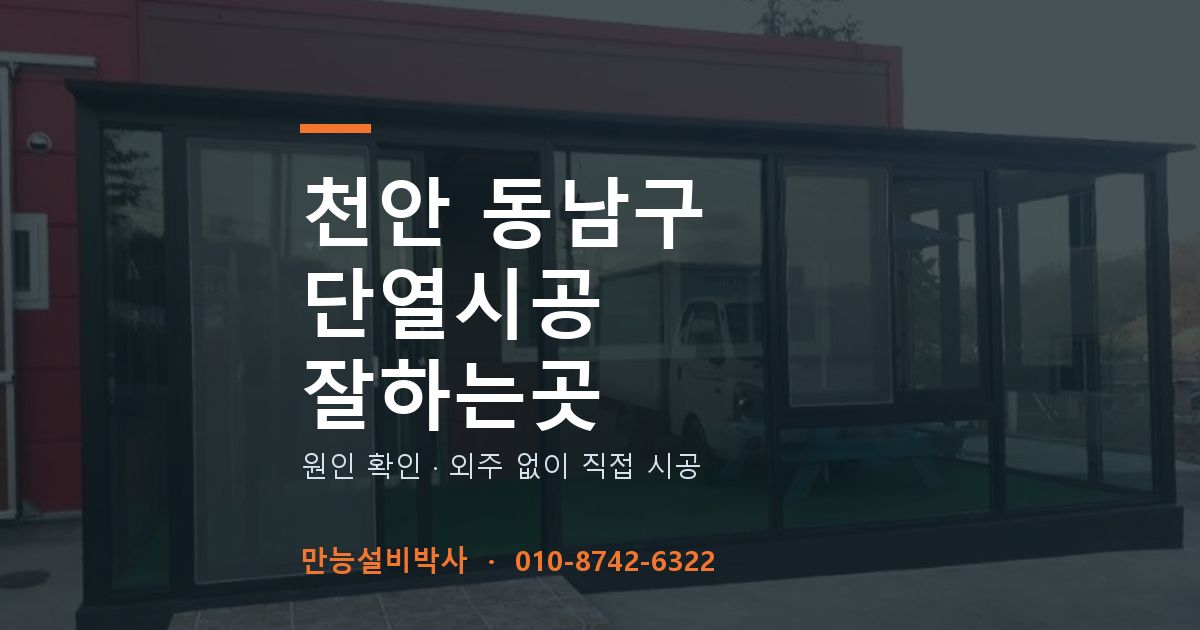 천안 동남구
단열시공
잘하는곳
원인 확인 · 외주 없이 직접 시공
만능설비박사 · 010-8742-6322